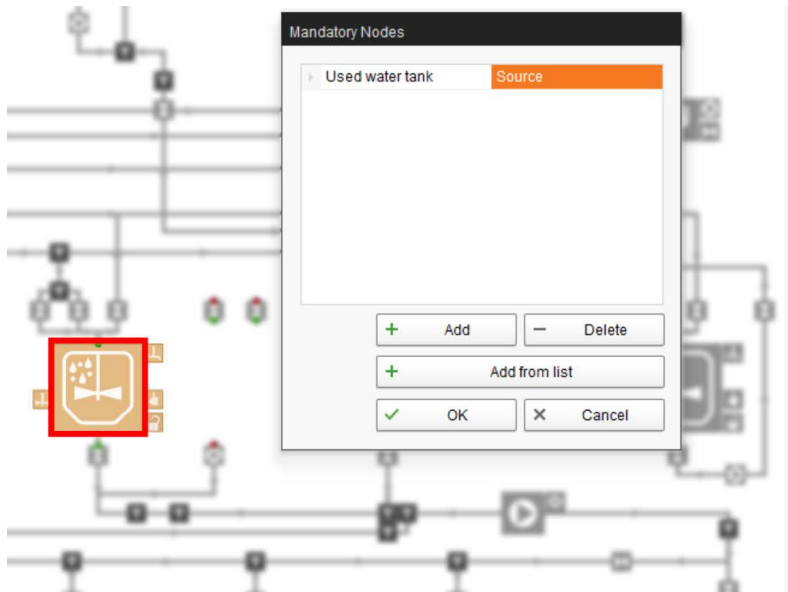 Mandatory Nodes
Used water tank Source
+ Add − Delete
+ Add from list
OK Cancel